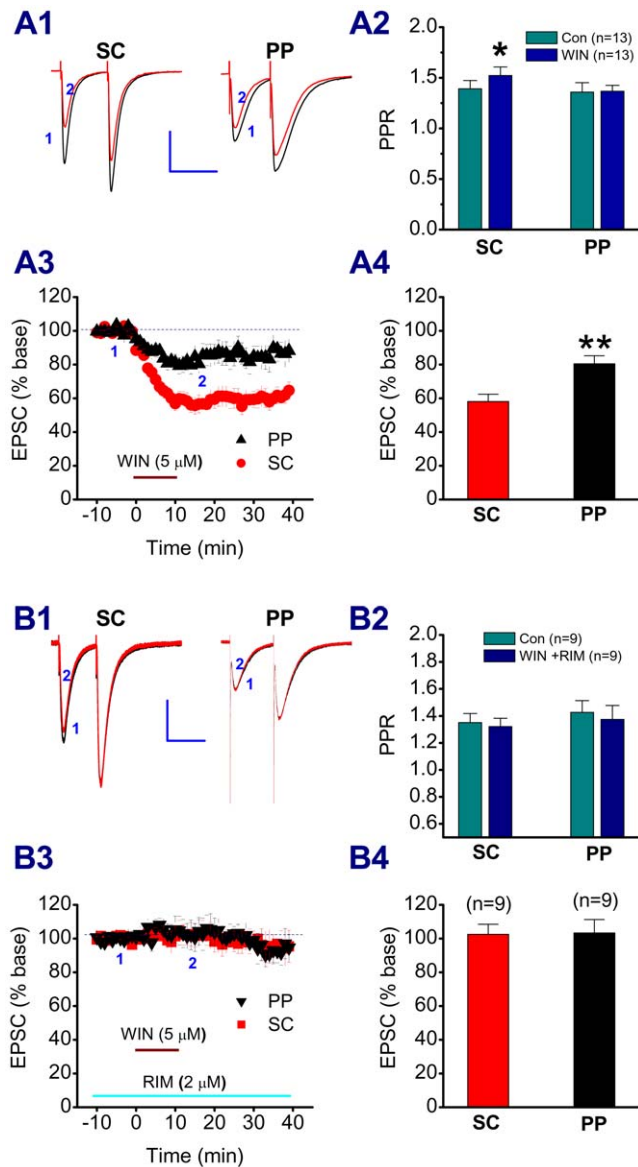 A1
SC
PP
2
1
2
1
A2
PPR
2.0
1.5
1.0
0.5
0.0
*
Con (n=13)
WIN (n=13)
SC
PP
A3
EPSC (% base)
120
100
80
60
40
20
0
1
2
PP
SC
WIN (5 μM)
-10 0 10 20 30 40
Time (min)
A4
EPSC (% base)
120
100
80
60
40
20
0
**
SC
PP
B1
SC
PP
2
1
2
1
B2
PPR
2.0
1.8
1.6
1.4
1.2
1.0
0.8
0.6
Con (n=9)
WIN +RIM (n=9)
SC
PP
B3
EPSC (% base)
120
100
80
60
40
20
0
1
2
PP
SC
WIN (5 μM)
RIM (2 μM)
-10 0 10 20 30 40
Time (min)
B4
EPSC (% base)
120
100
80
60
40
20
0
(n=9)
(n=9)
SC
PP